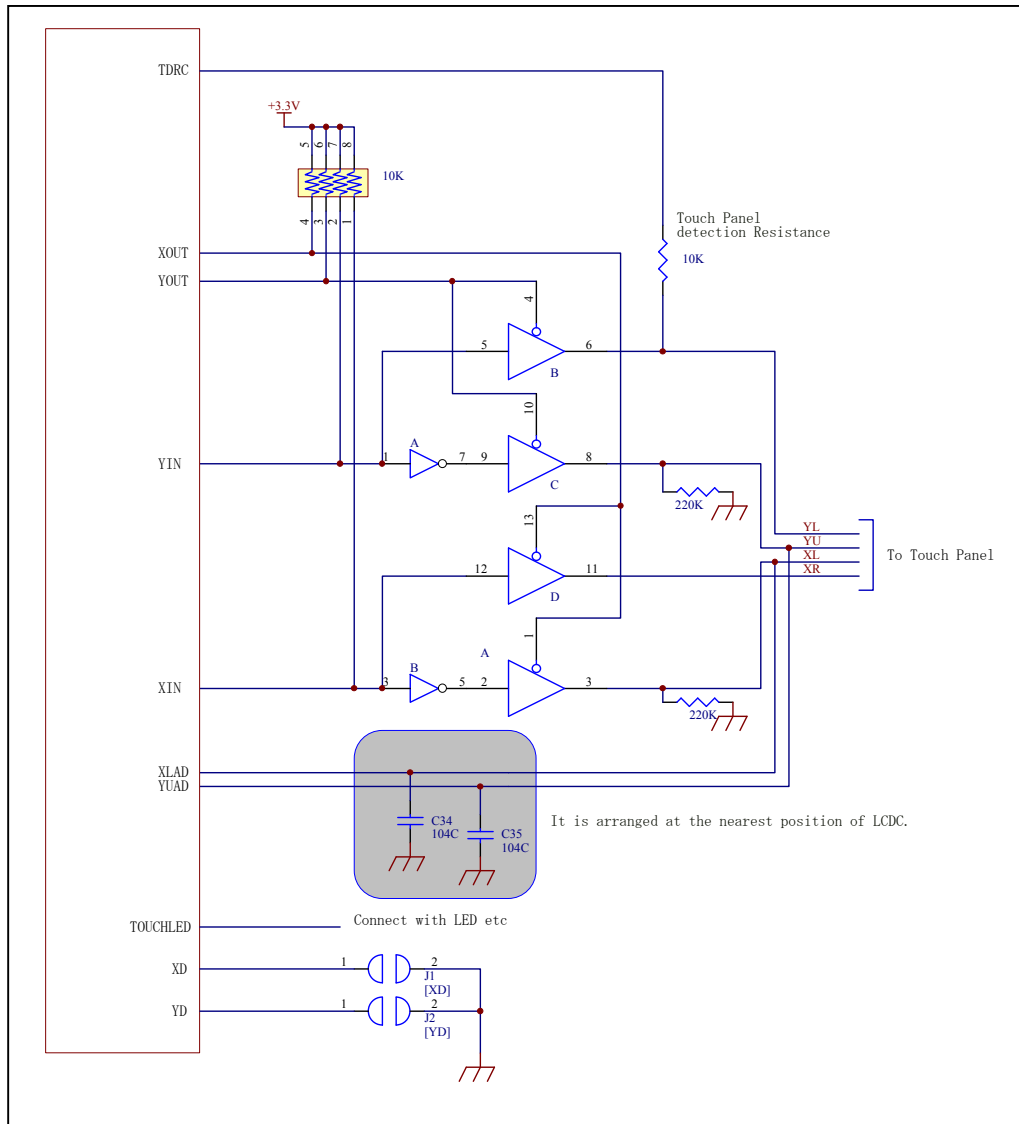 TDRC
+3.3V
5 6 7 8
10K
4 3 2 1
Touch Panel
detection Resistance
10K
XOUT
YOUT
4
5 6
B
10
A
YIN 1 7 9 8
C
220K
13
YL
YU
XL
XR
To Touch Panel
12 11
D
1
A
B
XIN 3 5 2 3
220K
XLAD
YUAD
C34
104C
C35
104C
It is arranged at the nearest position of LCDC.
TOUCHLED
Connect with LED etc
XD 1 2
J1
[XD]
YD 1 2
J2
[YD]